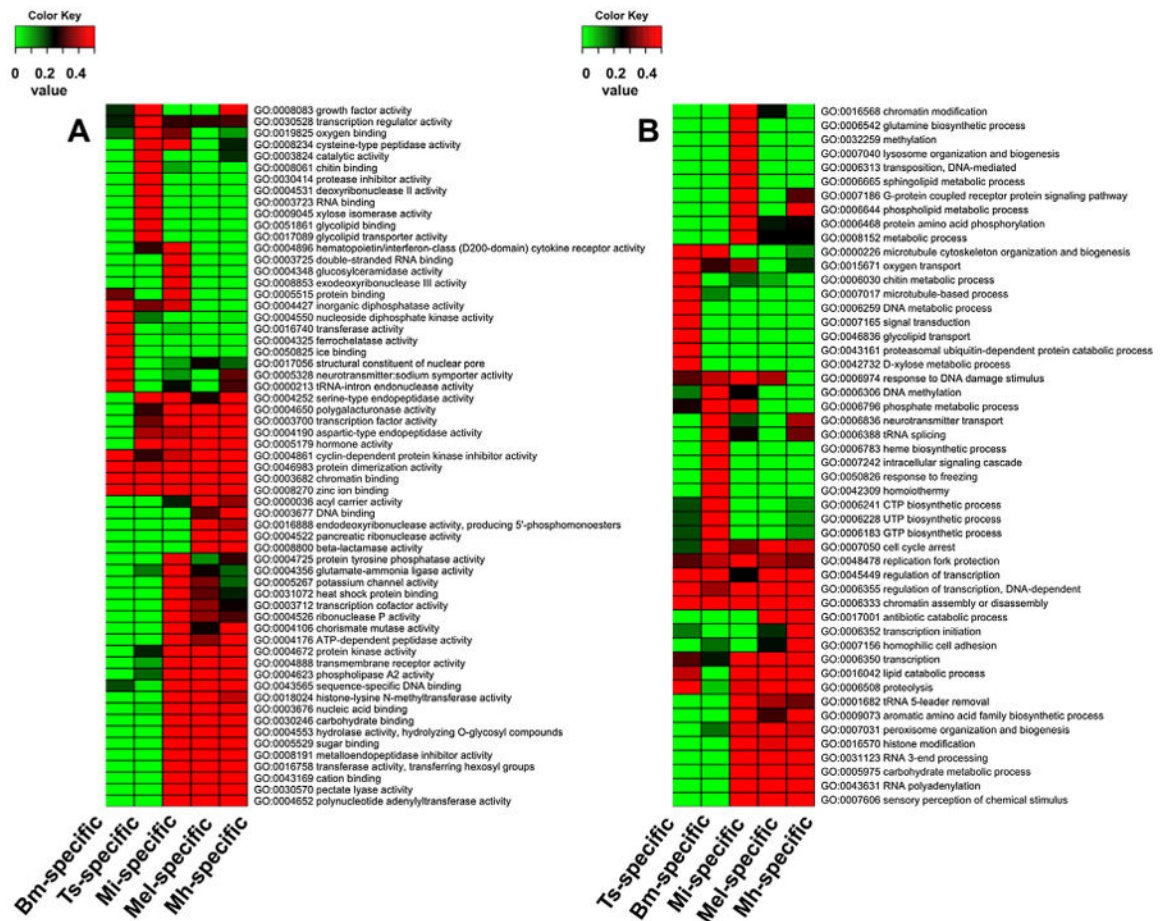 Color Key
0 0.2 0.4
value
Color Key
0 0.2 0.4
value
A
GO:0008083 growth factor activity
GO:0030528 transcription regulator activity
GO:0019825 oxygen binding
GO:0008234 cysteine-type peptidase activity
GO:0003824 catalytic activity
GO:0008061 chitin binding
GO:0030414 protease inhibitor activity
GO:0004531 deoxyribonuclease II activity
GO:0003723 RNA binding
GO:0009045 xylose isomerase activity
GO:0051861 glycolipid binding
GO:0017089 glycolipid transporter activity
GO:0004896 hematopoietin/interferon-class (D200-domain) cytokine receptor activity
GO:0003725 double-stranded RNA binding
GO:0004348 glucosylceramidase activity
GO:0008853 exodeoxyribonuclease III activity
GO:0005515 protein binding
GO:0004427 inorganic diphosphatase activity
GO:0004550 nucleoside diphosphate kinase activity
GO:0016740 transferase activity
GO:0004325 ferrochelatase activity
GO:0050825 ice binding
GO:0017056 structural constituent of nuclear pore
GO:0005328 neurotransmitter:sodium symporter activity
GO:0000213 tRNA-intron endonuclease activity
GO:0004252 serine-type endopeptidase activity
GO:0004650 polygalacturonase activity
GO:0003700 transcription factor activity
GO:0004190 aspartic-type endopeptidase activity
GO:0005179 hormone activity
GO:0004861 cyclin-dependent protein kinase inhibitor activity
GO:0046983 protein dimerization activity
GO:0003682 chromatin binding
GO:0008270 zinc ion binding
GO:0000036 acyl carrier activity
GO:0003677 DNA binding
GO:0016888 endodeoxyribonuclease activity, producing 5'-phosphomonoesters
GO:0004522 pancreatic ribonuclease activity
GO:0008800 beta-lactamase activity
GO:0004725 protein tyrosine phosphatase activity
GO:0004356 glutamate-ammonia ligase activity
GO:0005267 potassium channel activity
GO:0031072 heat shock protein binding
GO:0003712 transcription cofactor activity
GO:0004526 ribonuclease P activity
GO:0004106 chorismate mutase activity
GO:0004176 ATP-dependent peptidase activity
GO:0004672 protein kinase activity
GO:0004888 transmembrane receptor activity
GO:0004623 phospholipase A2 activity
GO:0043565 sequence-specific DNA binding
GO:0018024 histone-lysine N-methyltransferase activity
GO:0003676 nucleic acid binding
GO:0030246 carbohydrate binding
GO:0004553 hydrolase activity, hydrolyzing O-glycosyl compounds
GO:0005529 sugar binding
GO:0008191 metalloendopeptidase inhibitor activity
GO:0016758 transferase activity, transferring hexosyl groups
GO:0043169 cation binding
GO:0030570 pectate lyase activity
GO:0004652 polynucleotide adenylyltransferase activity
Bm-specific
Ts-specific
Mi-specific
Mel-specific
Mh-specific
B
GO:0016568 chromatin modification
GO:0006542 glutamine biosynthetic process
GO:0032259 methylation
GO:0007040 lysosome organization and biogenesis
GO:0006313 transposition, DNA-mediated
GO:0006665 sphingolipid metabolic process
GO:0007186 G-protein coupled receptor protein signaling pathway
GO:0006644 phospholipid metabolic process
GO:0006468 protein amino acid phosphorylation
GO:0008152 metabolic process
GO:0000226 microtubule cytoskeleton organization and biogenesis
GO:0015671 oxygen transport
GO:0006030 chitin metabolic process
GO:0007017 microtubule-based process
GO:0006259 DNA metabolic process
GO:0007165 signal transduction
GO:0046836 glycolipid transport
GO:0043161 proteasomal ubiquitin-dependent protein catabolic process
GO:0042732 D-xylose metabolic process
GO:0006974 response to DNA damage stimulus
GO:0006306 DNA methylation
GO:0006796 phosphate metabolic process
GO:0006836 neurotransmitter transport
GO:0006388 tRNA splicing
GO:0006783 heme biosynthetic process
GO:0007242 intracellular signaling cascade
GO:0050826 response to freezing
GO:0042309 homoiothermy
GO:0006241 CTP biosynthetic process
GO:0006228 UTP biosynthetic process
GO:0006183 GTP biosynthetic process
GO:0007050 cell cycle arrest
GO:0048478 replication fork protection
GO:0045449 regulation of transcription
GO:0006355 regulation of transcription, DNA-dependent
GO:0006333 chromatin assembly or disassembly
GO:0017001 antibiotic catabolic process
GO:0006352 transcription initiation
GO:0007156 homophilic cell adhesion
GO:0006350 transcription
GO:0016042 lipid catabolic process
GO:0006508 proteolysis
GO:0001682 tRNA 5-leader removal
GO:0009073 aromatic amino acid family biosynthetic process
GO:0007031 peroxisome organization and biogenesis
GO:0016570 histone modification
GO:0031123 RNA 3-end processing
GO:0005975 carbohydrate metabolic process
GO:0043631 RNA polyadenylation
GO:0007606 sensory perception of chemical stimulus
Ts-specific
Bm-specific
Mi-specific
Mel-specific
Mh-specific